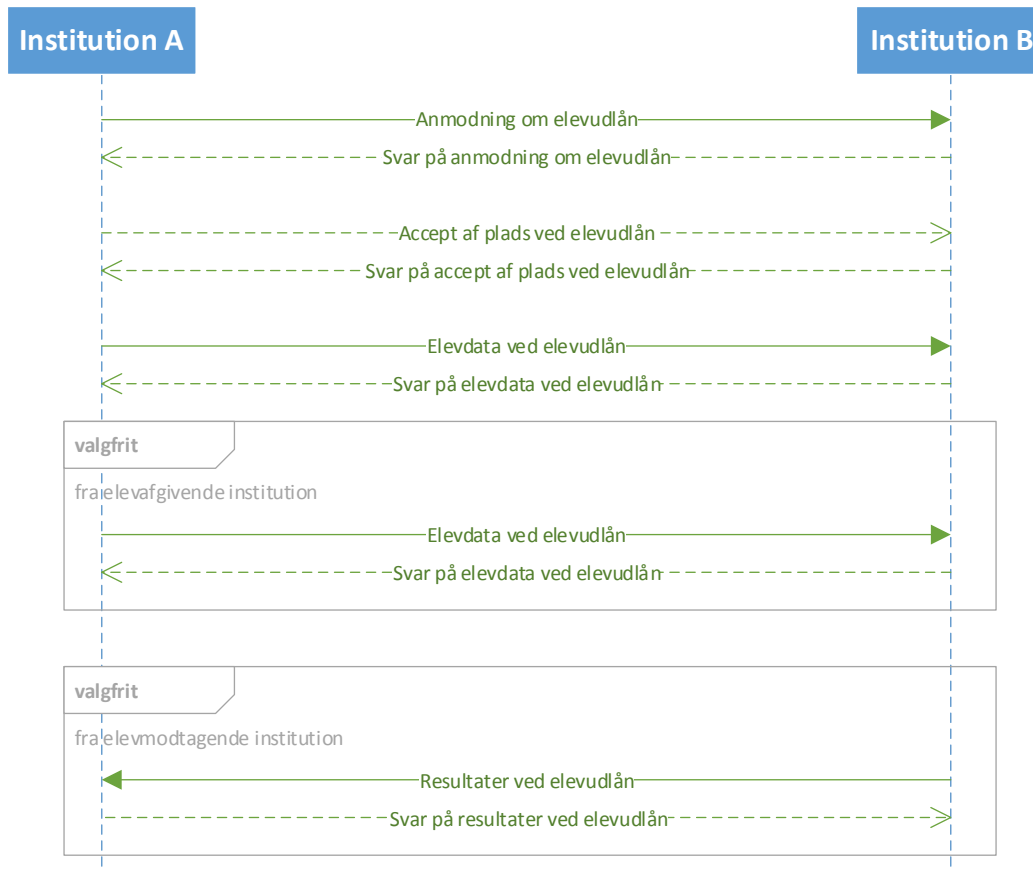 Institution A
Institution B
Anmodning om elevudlån
Svar på anmodning om elevudlån
Accept af plads ved elevudlån
Svar på accept af plads ved elevudlån
Elevdata ved elevudlån
Svar på elevdata ved elevudlån
valgfrit
fra elevafgivende institution
Elevdata ved elevudlån
Svar på elevdata ved elevudlån
valgfrit
fra elevmodtagende institution
Resultater ved elevudlån
Svar på resultater ved elevudlån